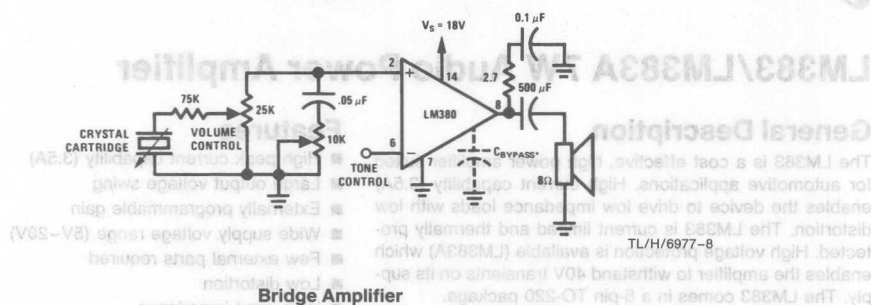 LM383/LM383A 7W Audio Power Amplifier
V_S = 18V
0.1 µF
2
+
14
2.7
500 µF
75K
25K
.05 µF
LM380
8
CRYSTAL
CARTRIDGE
VOLUME
CONTROL
10K
6
−
7
C_BYPASS*
TONE
CONTROL
8Ω
TL/H/6977–8
Bridge Amplifier
General Description
The LM383 is a cost effective, high power amplifier
for automotive applications. High current capability (3.5A)
enables the device to drive low impedance loads with low
distortion. The LM383 is current limited and thermally pro-
tected. High voltage protection is available (LM383A) which
enables the amplifier to withstand 40V transients on its sup-
ply. The LM383 comes in a 5-pin TO-220 package.
Features
■ High peak current capability (3.5A)
■ Large output voltage swing
■ Externally programmable gain
■ Wide supply voltage range (5V–20V)
■ Few external parts required
■ Low distortion